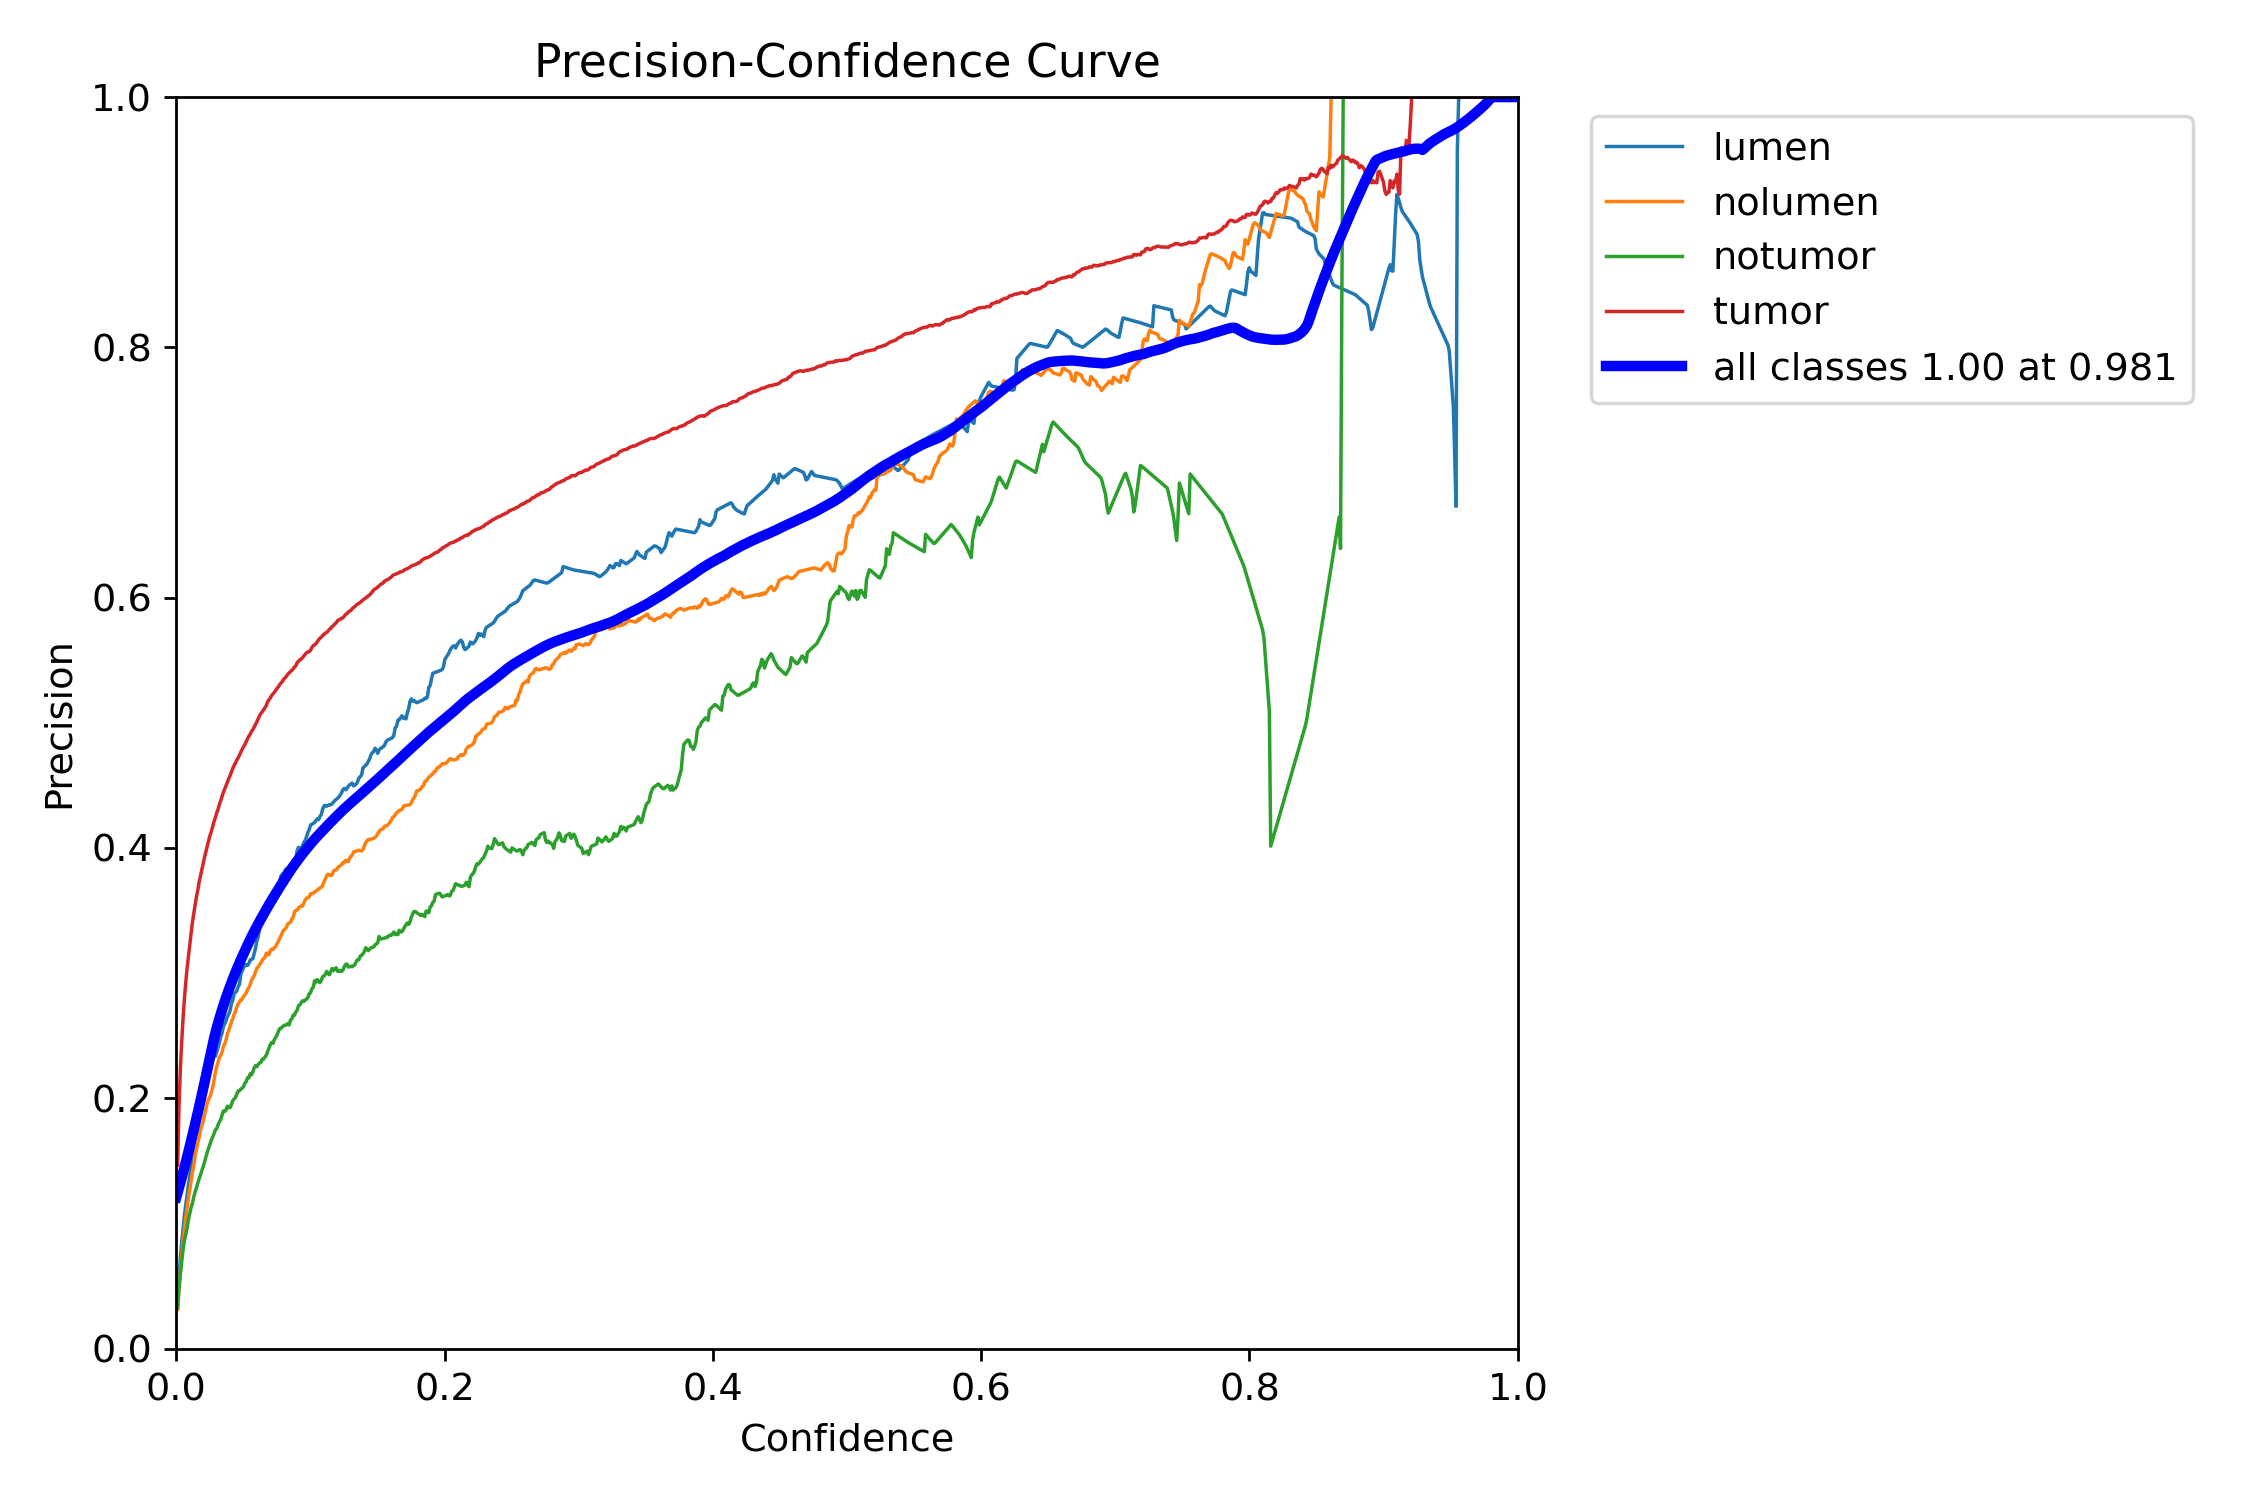 Precision-Confidence Curve
1.0
0.8
0.6
0.4
0.2
0.0
Precision
0.0 0.2 0.4 0.6 0.8 1.0
Confidence
lumen
nolumen
notumor
tumor
all classes 1.00 at 0.981